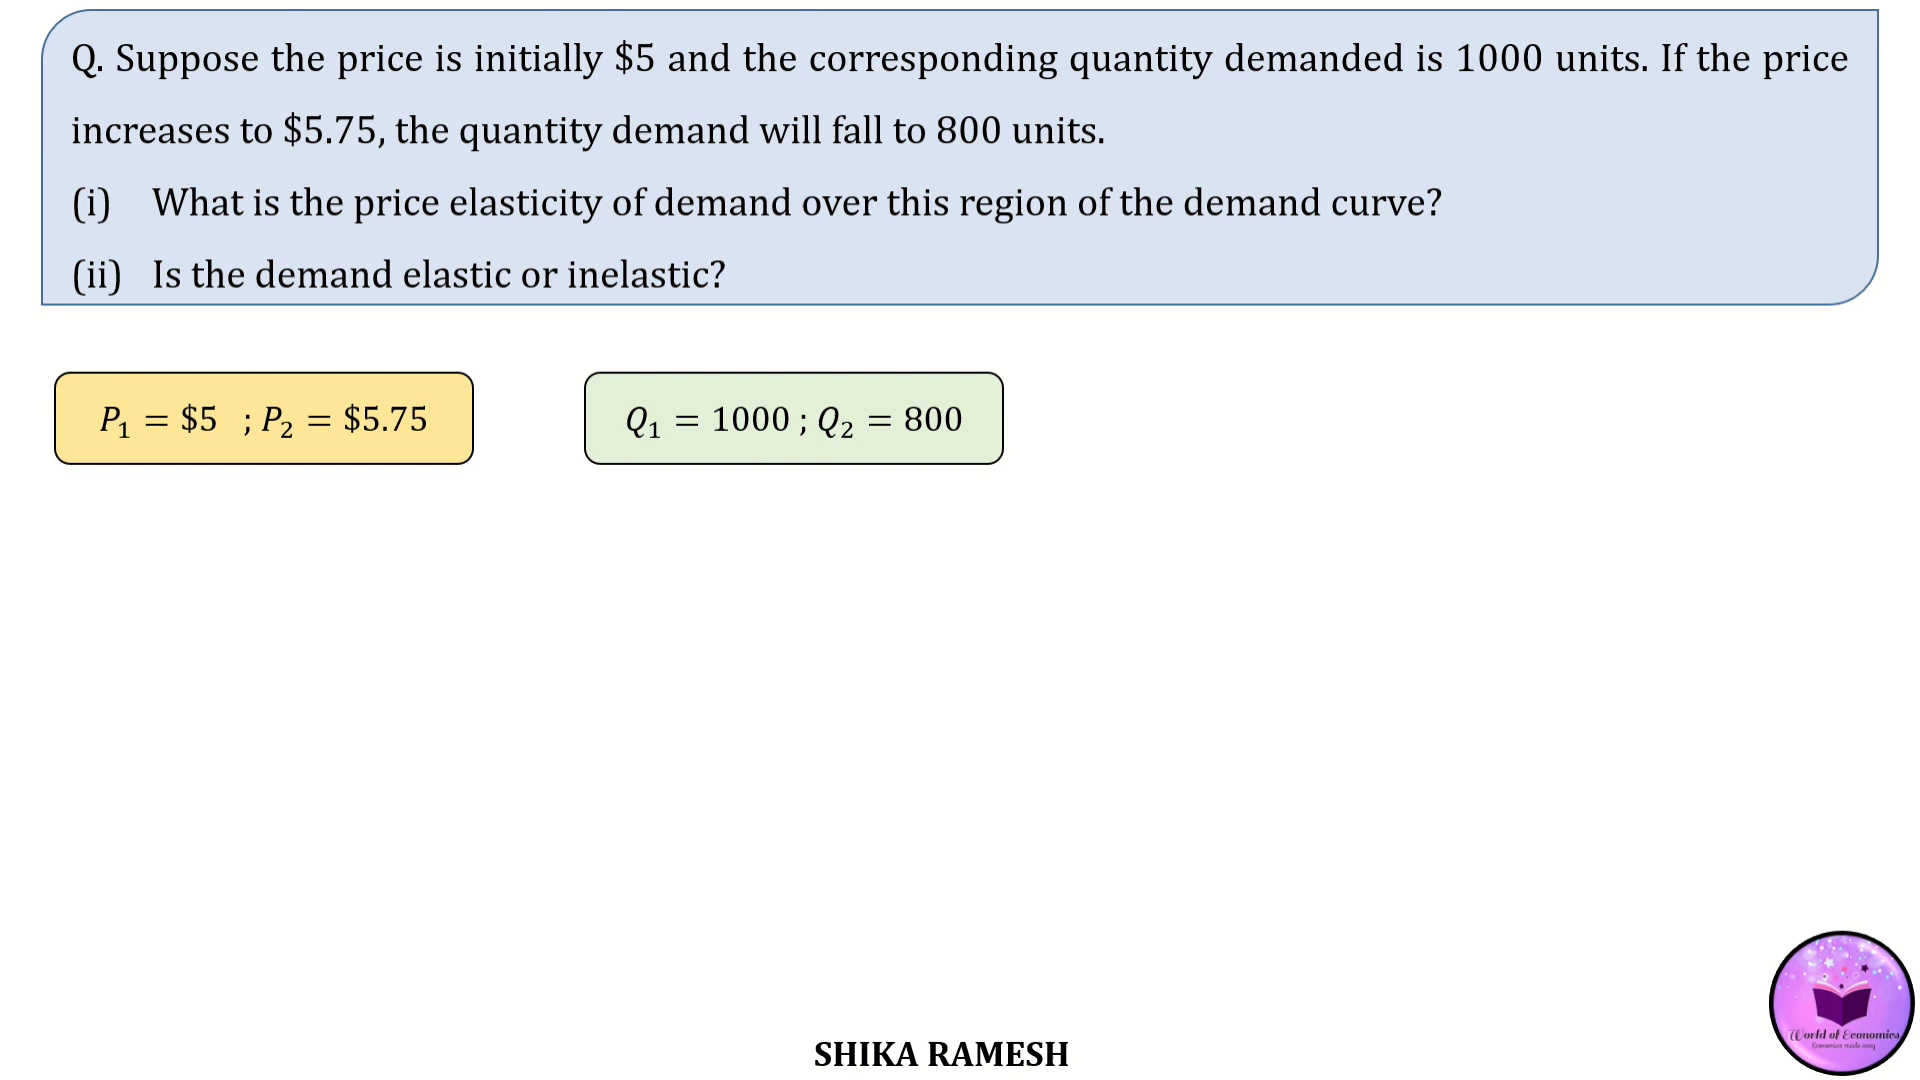 Q. Suppose the price is initially $5 and the corresponding quantity demanded is 1000 units. If the price
increases to $5.75, the quantity demand will fall to 800 units.
(i) What is the price elasticity of demand over this region of the demand curve?
(ii) Is the demand elastic or inelastic?
P₁ = $5 ; P₂ = $5.75
Q₁ = 1000 ; Q₂ = 800
World of Economics
Economics made easy
SHIKA RAMESH